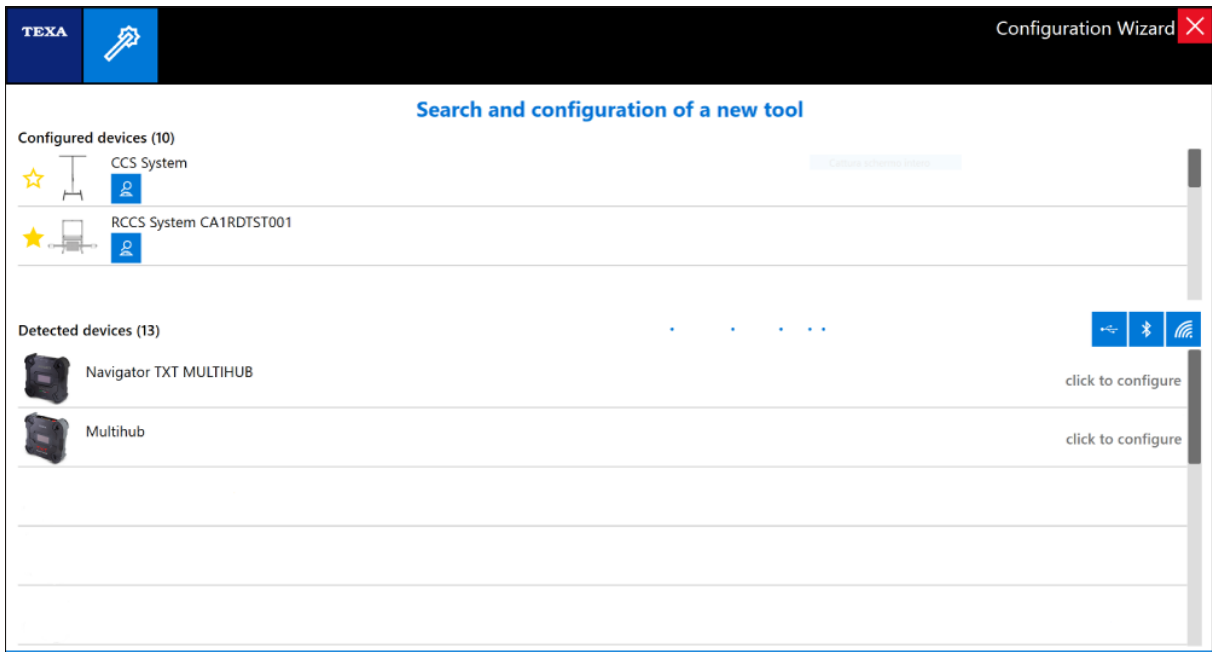 TEXA
Configuration Wizard
Search and configuration of a new tool
Configured devices (10)
CCS System
RCCS System CA1RDTST001
Detected devices (13)
Navigator TXT MULTIHUB
click to configure
Multihub
click to configure